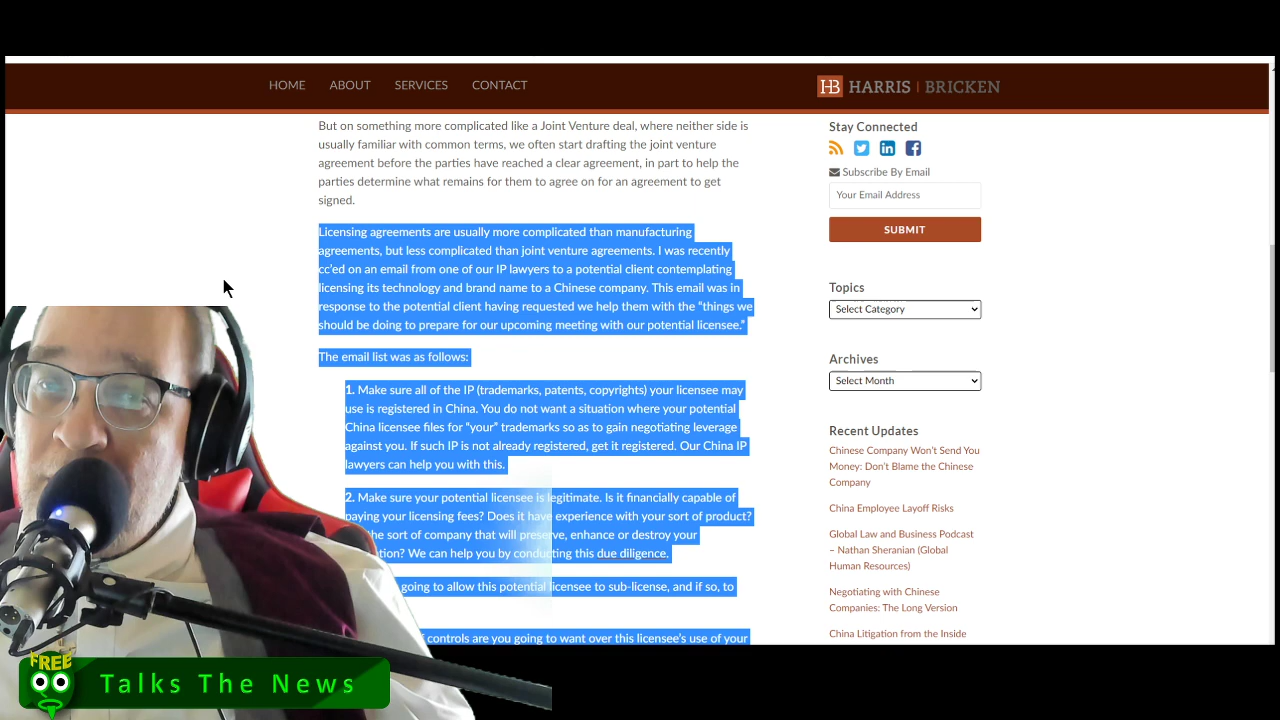 HOME ABOUT SERVICES CONTACT
HB HARRIS | BRICKEN
But on something more complicated like a Joint Venture deal, where neither side is
usually familiar with common terms, we often start drafting the joint venture
agreement before the parties have reached a clear agreement, in part to help the
parties determine what remains for them to agree on for an agreement to get
signed.
Licensing agreements are usually more complicated than manufacturing
agreements, but less complicated than joint venture agreements. I was recently
cc'ed on an email from one of our IP lawyers to a potential client contemplating
licensing its technology and brand name to a Chinese company. This email was in
response to the potential client having requested we help them with the “things we
should be doing to prepare for our upcoming meeting with our potential licensee.”
The email list was as follows:
1. Make sure all of the IP (trademarks, patents, copyrights) your licensee may
use is registered in China. You do not want a situation where your potential
China licensee files for “your” trademarks so as to gain negotiating leverage
against you. If such IP is not already registered, get it registered. Our China IP
lawyers can help you with this.
2. Make sure your potential licensee is legitimate. Is it financially capable of
paying your licensing fees? Does it have experience with your sort of product?
the sort of company that will preserve, enhance or destroy your
We can help you by conducting this due diligence.
going to allow this potential licensee to sub-license, and if so, to
controls are you going to want over this licensee's use of your
Stay Connected
Subscribe By Email
Your Email Address
SUBMIT
Topics
Select Category
Archives
Select Month
Recent Updates
Chinese Company Won't Send You
Money: Don't Blame the Chinese
Company
China Employee Layoff Risks
Global Law and Business Podcast
– Nathan Sheranian (Global
Human Resources)
Negotiating with Chinese
Companies: The Long Version
China Litigation from the Inside
FREE
Talks The News